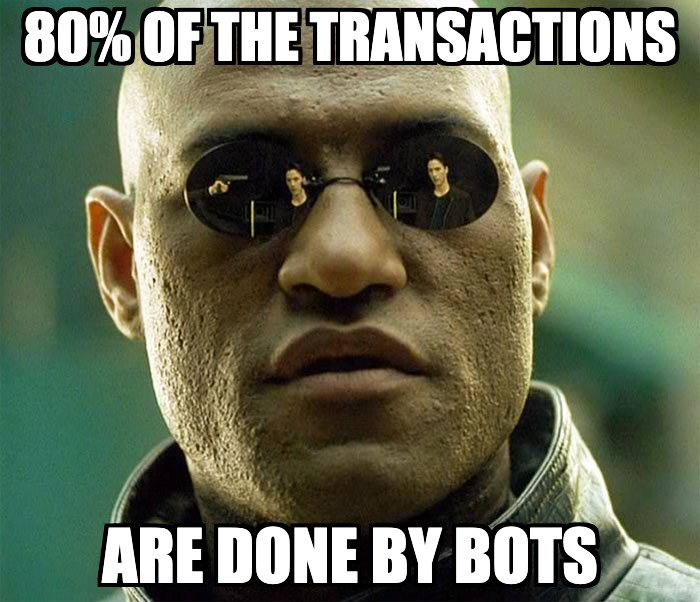 80% OF THE TRANSACTIONS
ARE DONE BY BOTS